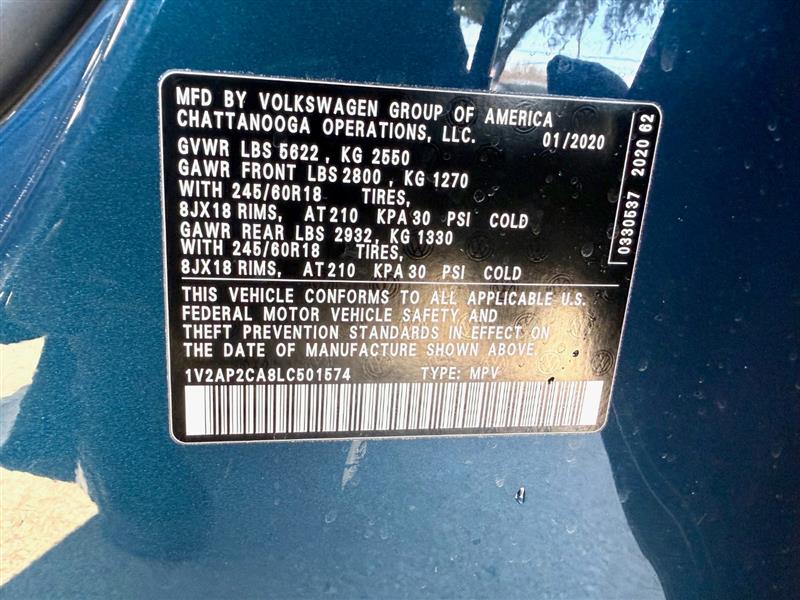 MFD BY VOLKSWAGEN GROUP OF AMERICA
CHATTANOOGA OPERATIONS, LLC. 01/2020
GVWR LBS 5622 , KG 2550
GAWR FRONT LBS 2800 , KG 1270
WITH 245/60R18 TIRES,
8JX18 RIMS, AT 210 KPA 30 PSI COLD
GAWR REAR LBS 2932, KG 1330
WITH 245/60R18 TIRES,
8JX18 RIMS, AT 210 KPA 30 PSI COLD
THIS VEHICLE CONFORMS TO ALL APPLICABLE U.S.
FEDERAL MOTOR VEHICLE SAFETY AND
THEFT PREVENTION STANDARDS IN EFFECT ON
THE DATE OF MANUFACTURE SHOWN ABOVE.
1V2AP2CA8LC501574 TYPE: MPV
0330537 2020 62